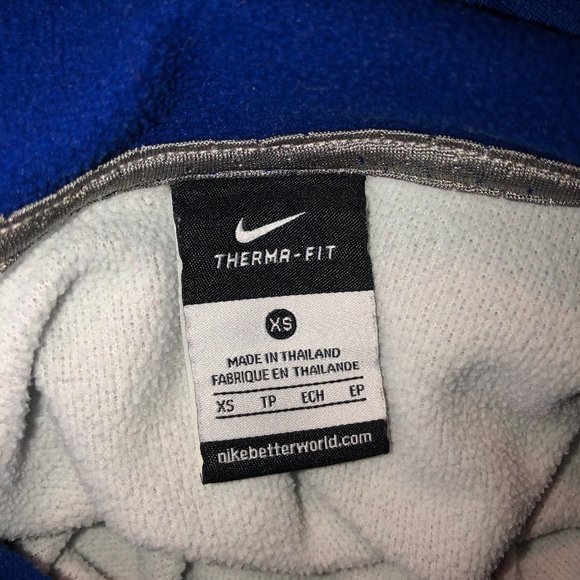 THERMA-FIT
XS
MADE IN THAILAND
FABRIQUE EN THAILANDE
XS TP ECH EP
nikebetterworld.com